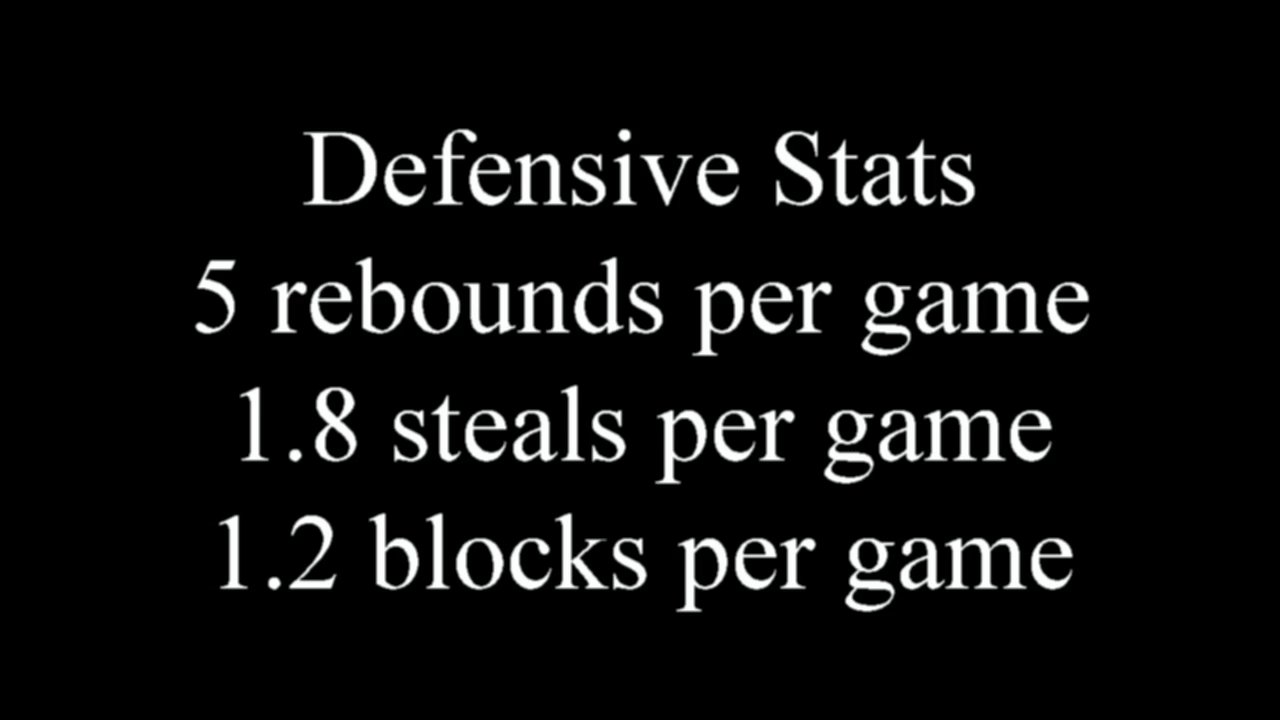 Defensive Stats
5 rebounds per game
1.8 steals per game
1.2 blocks per game